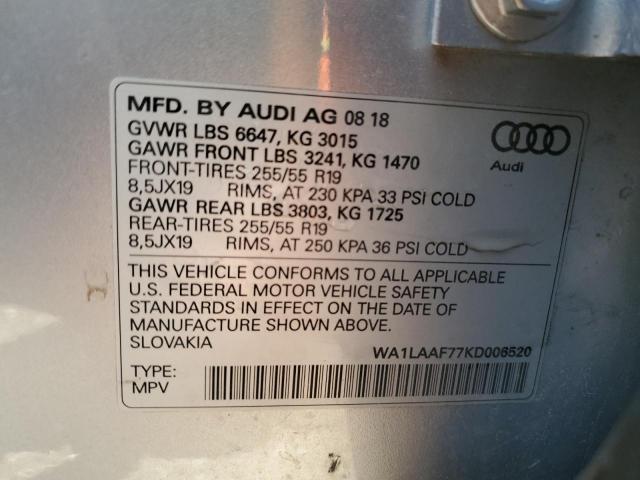 MFD. BY AUDI AG 08 18
GVWR LBS 6647, KG 3015
GAWR FRONT LBS 3241, KG 1470
FRONT-TIRES 255/55 R19
8,5JX19 RIMS, AT 230 KPA 33 PSI COLD
GAWR REAR LBS 3803, KG 1725
REAR-TIRES 255/55 R19
8,5JX19 RIMS, AT 250 KPA 36 PSI COLD
Audi
THIS VEHICLE CONFORMS TO ALL APPLICABLE
U.S. FEDERAL MOTOR VEHICLE SAFETY
STANDARDS IN EFFECT ON THE DATE OF
MANUFACTURE SHOWN ABOVE.
SLOVAKIA
WA1LAAF77KD006520
TYPE:
MPV